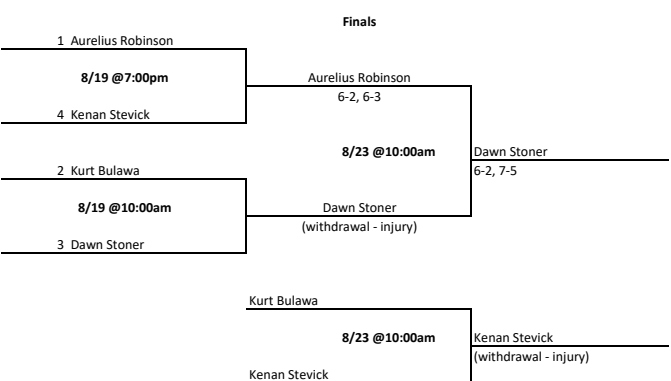 Finals
1 Aurelius Robinson
8/19 @7:00pm
Aurelius Robinson
6-2, 6-3
4 Kenan Stevick
8/23 @10:00am
Dawn Stoner
6-2, 7-5
2 Kurt Bulawa
8/19 @10:00am
Dawn Stoner
(withdrawal - injury)
3 Dawn Stoner
Kurt Bulawa
8/23 @10:00am
Kenan Stevick
(withdrawal - injury)
Kenan Stevick